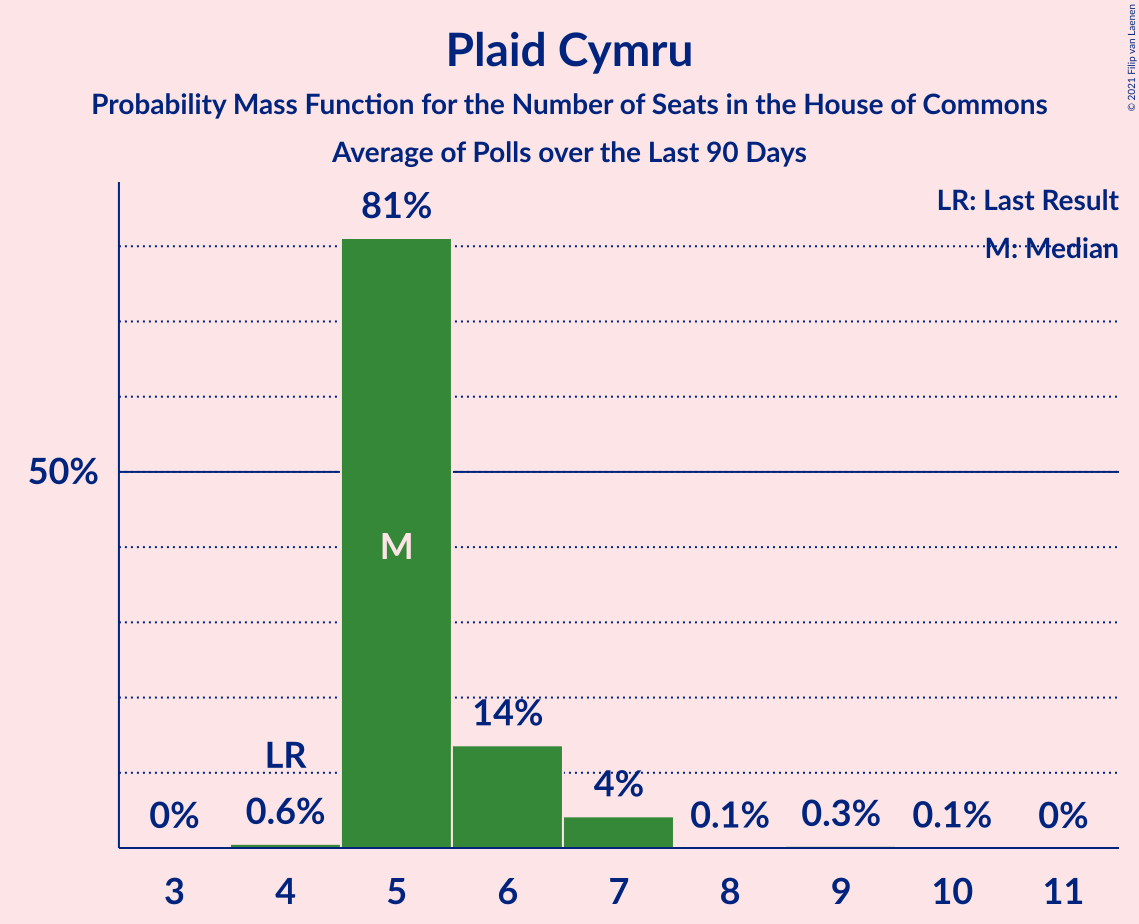 Plaid Cymru
Probability Mass Function for the Number of Seats in the House of Commons
Average of Polls over the Last 90 Days
© 2021 Filip van Laenen
LR: Last Result
M: Median
81%
50%
M
14%
LR
4%
0% 0.6% 0.1% 0.3% 0.1% 0%
3 4 5 6 7 8 9 10 11